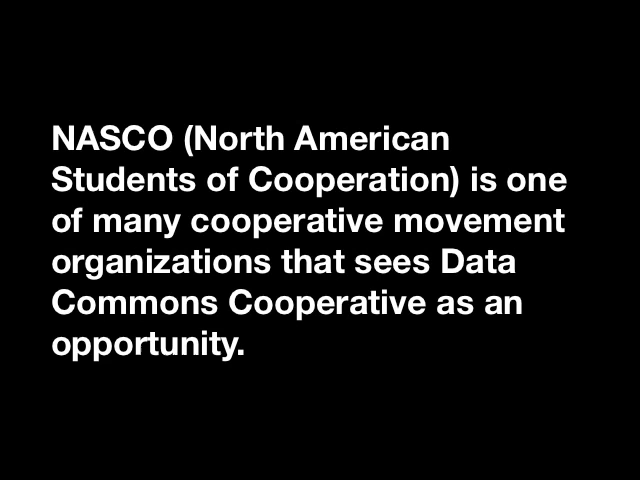 NASCO (North American
Students of Cooperation) is one
of many cooperative movement
organizations that sees Data
Commons Cooperative as an
opportunity.